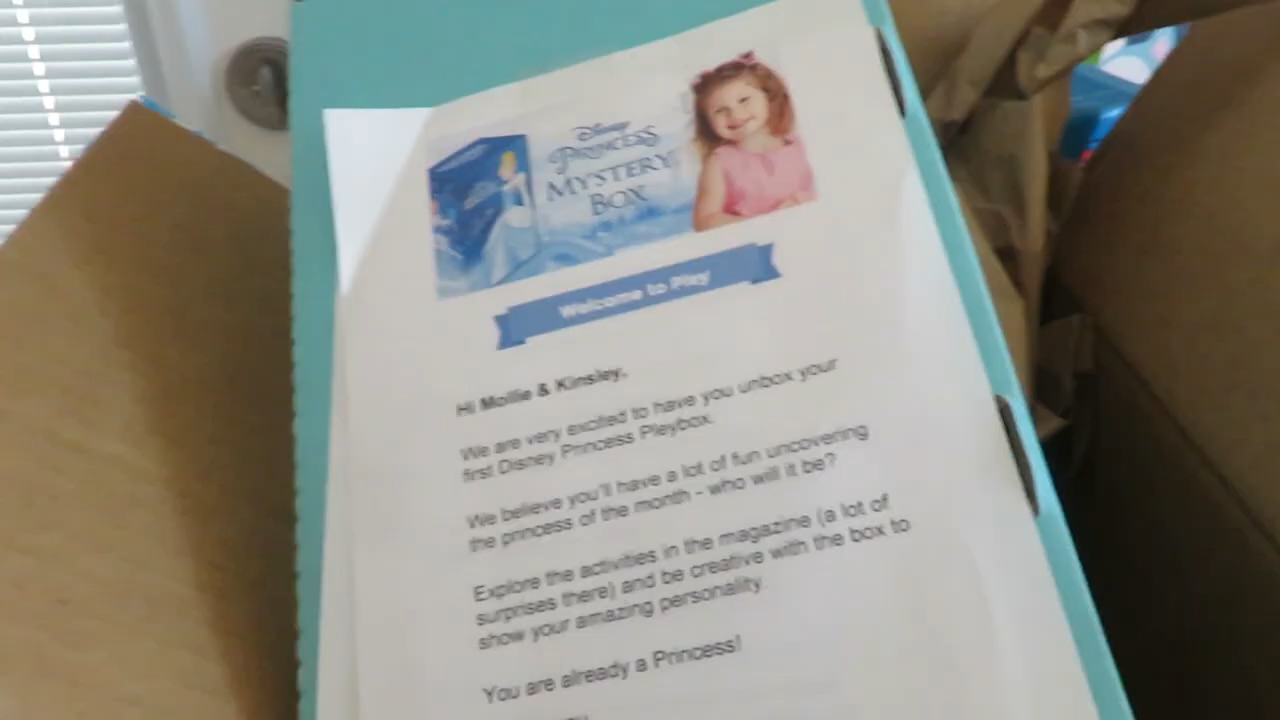 Disney
PRINCESS
MYSTERY
BOX
Welcome to Play
Hi Mollie & Kinsley,
We are very excited to have you unbox your
first Disney Princess Pleybox.
We believe you'll have a lot of fun uncovering
the princess of the month - who will it be?
Explore the activities in the magazine (a lot of
surprises there) and be creative with the box to
show your amazing personality.
You are already a Princess!